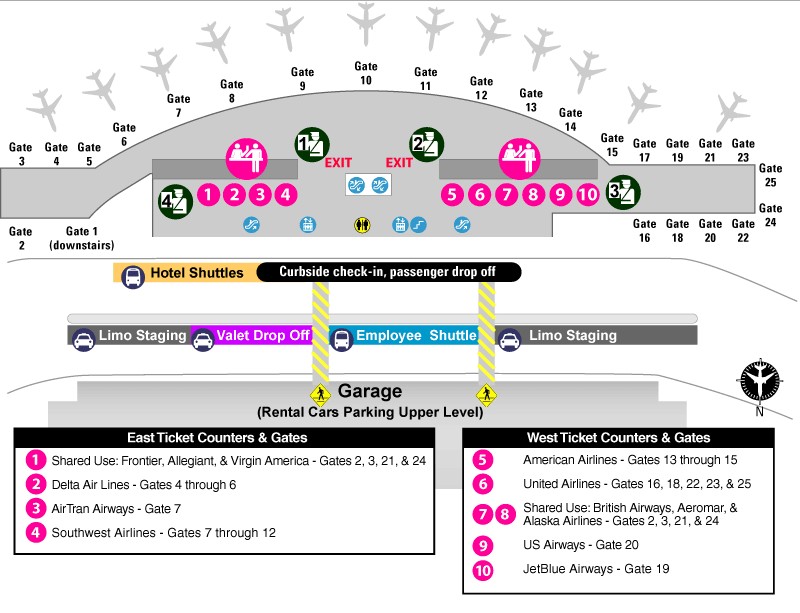 Gate
10
Gate
9
Gate
11
Gate
8
Gate
12
Gate
7
Gate
13
Gate
6
Gate
14
Gate
3
Gate
4
Gate
5
Gate
15
Gate
17
Gate
19
Gate
21
Gate
23
Gate
25
1
2
EXIT
EXIT
4
1
2
3
4
5
6
7
8
9
10
3
Gate
24
Gate
2
Gate 1
(downstairs)
Gate
16
Gate
18
Gate
20
Gate
22
Hotel Shuttles
Curbside check-in, passenger drop off
Limo Staging
Valet Drop Off
Employee Shuttle
Limo Staging
Garage
(Rental Cars Parking Upper Level)
N
East Ticket Counters & Gates
1 Shared Use: Frontier, Allegiant, & Virgin America - Gates 2, 3, 21, & 24
2 Delta Air Lines - Gates 4 through 6
3 AirTran Airways - Gate 7
4 Southwest Airlines - Gates 7 through 12
West Ticket Counters & Gates
5 American Airlines - Gates 13 through 15
6 United Airlines - Gates 16, 18, 22, 23, & 25
7 8 Shared Use: British Airways, Aeromar, &
Alaska Airlines - Gates 2, 3, 21, & 24
9 US Airways - Gate 20
10 JetBlue Airways - Gate 19